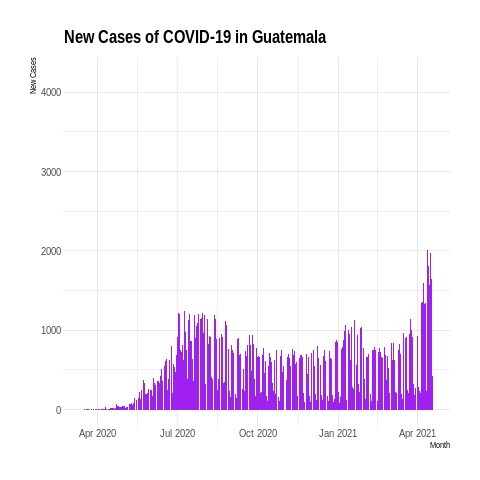 New Cases of COVID-19 in Guatemala
New Cases
4000
3000
2000
1000
0
Apr 2020
Jul 2020
Oct 2020
Jan 2021
Apr 2021
Month